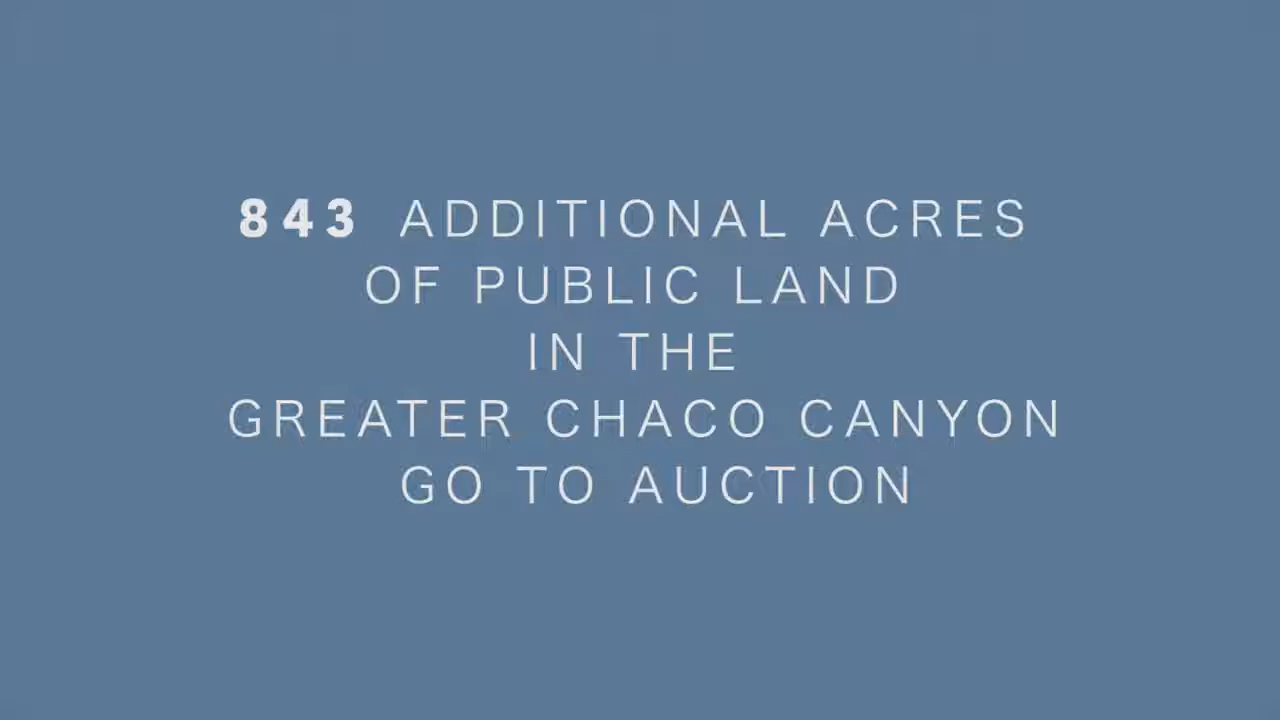 843 ADDITIONAL ACRES
OF PUBLIC LAND
IN THE
GREATER CHACO CANYON
GO TO AUCTION